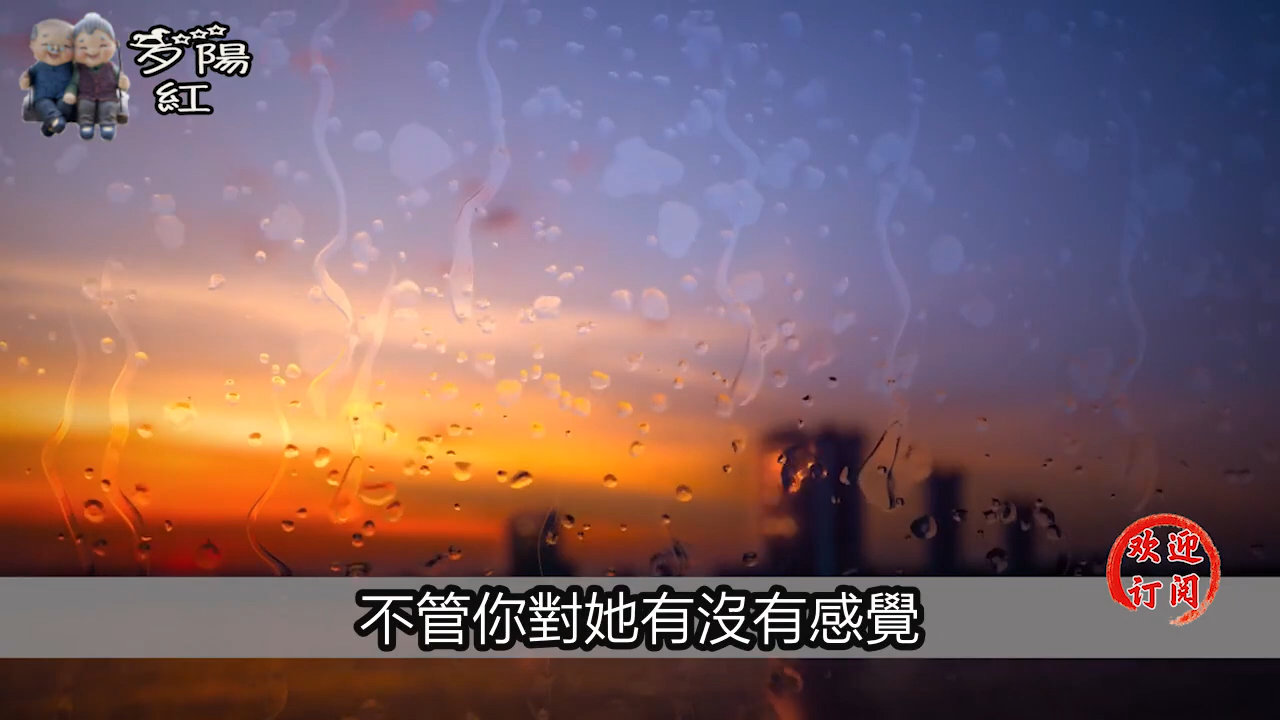 夕陽
紅
欢迎
订阅
不管你對她有沒有感覺